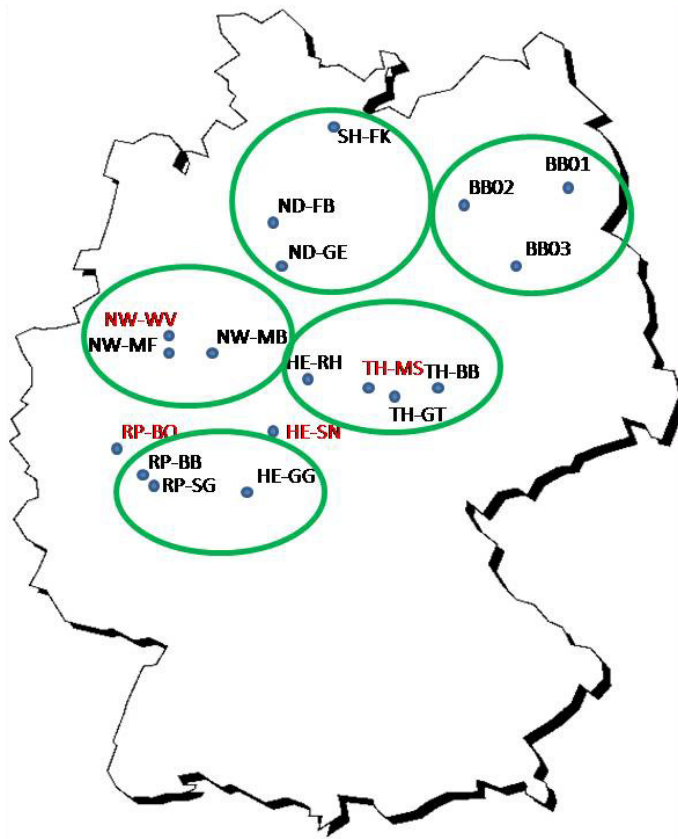 SH-FK
BB01
BB02
ND-FB
ND-GE
BB03
NW-WV
NW-MF
NW-MB
HE-RH
TH-MS
TH-BB
TH-GT
RP-BO
HE-SN
RP-BB
RP-SG
HE-GG